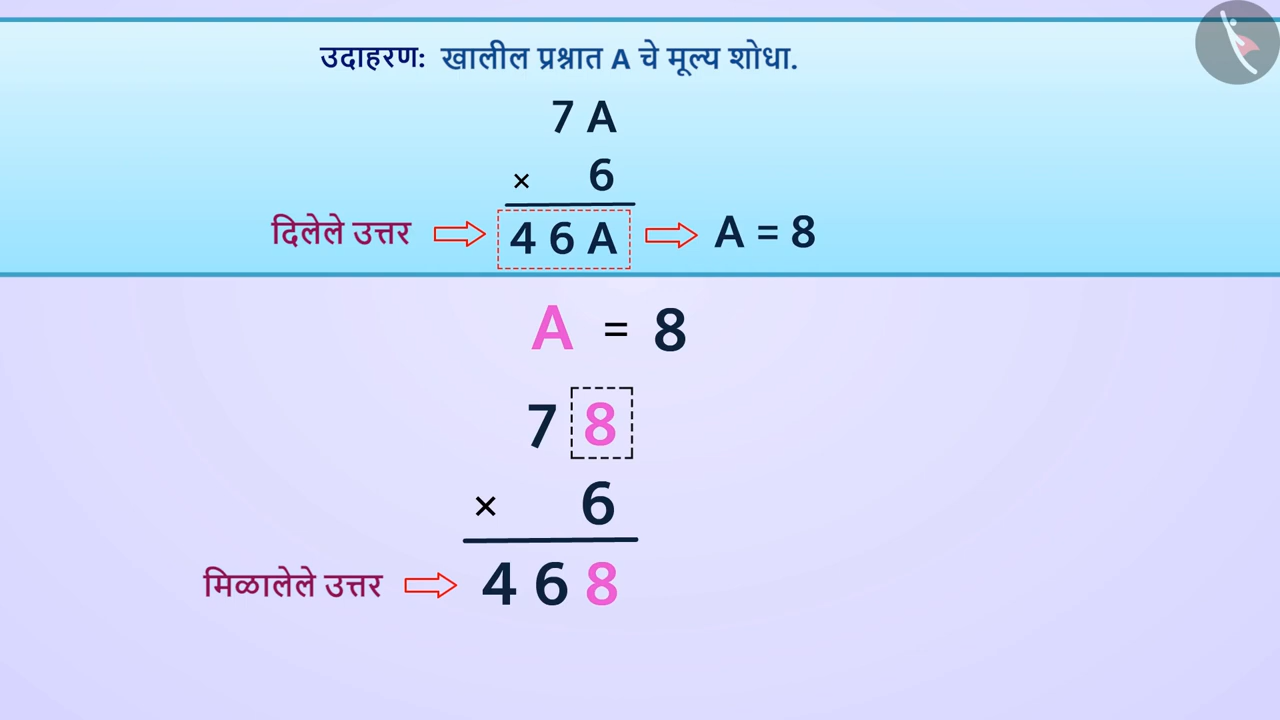 उदाहरण: खालील प्रश्नात A चे मूल्य शोधा.
7 A
× 6
दिलेले उत्तर 4 6 A A = 8
A = 8
7 8
× 6
मिळालेले उत्तर 4 6 8